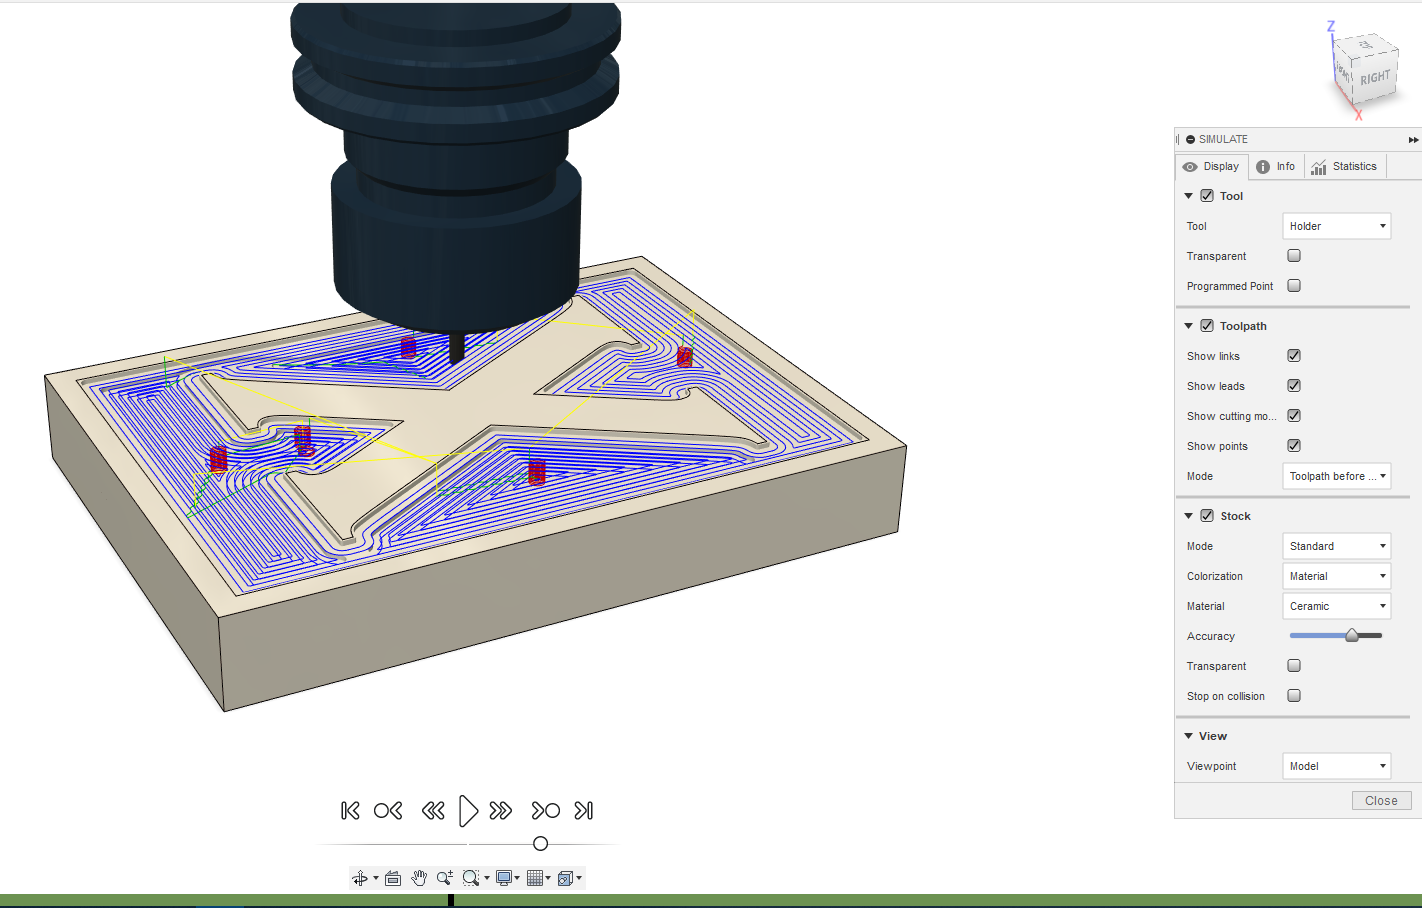 Z
TOP
RIGHT
X
SIMULATE
Display
Info
Statistics
Tool
Tool
Holder
Transparent
Programmed Point
Toolpath
Show links
Show leads
Show cutting mo...
Show points
Mode
Toolpath before ...
Stock
Mode
Standard
Colorization
Material
Material
Ceramic
Accuracy
Transparent
Stop on collision
View
Viewpoint
Model
Close